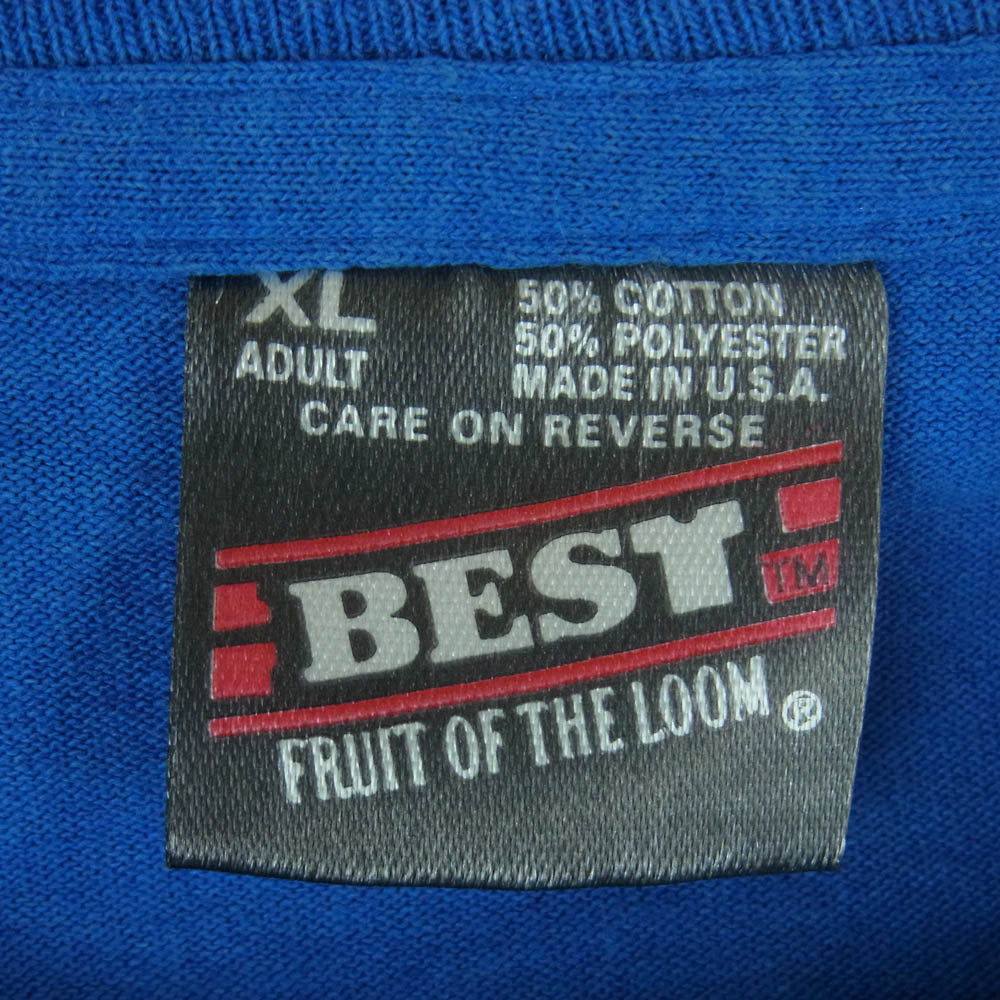 XL
ADULT
50% COTTON
50% POLYESTER
MADE IN U.S.A.
CARE ON REVERSE
BEST TM
FRUIT OF THE LOOM ®